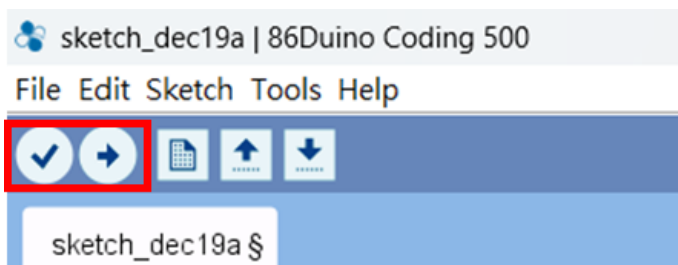 sketch_dec19a | 86Duino Coding 500
File Edit Sketch Tools Help
sketch_dec19a §